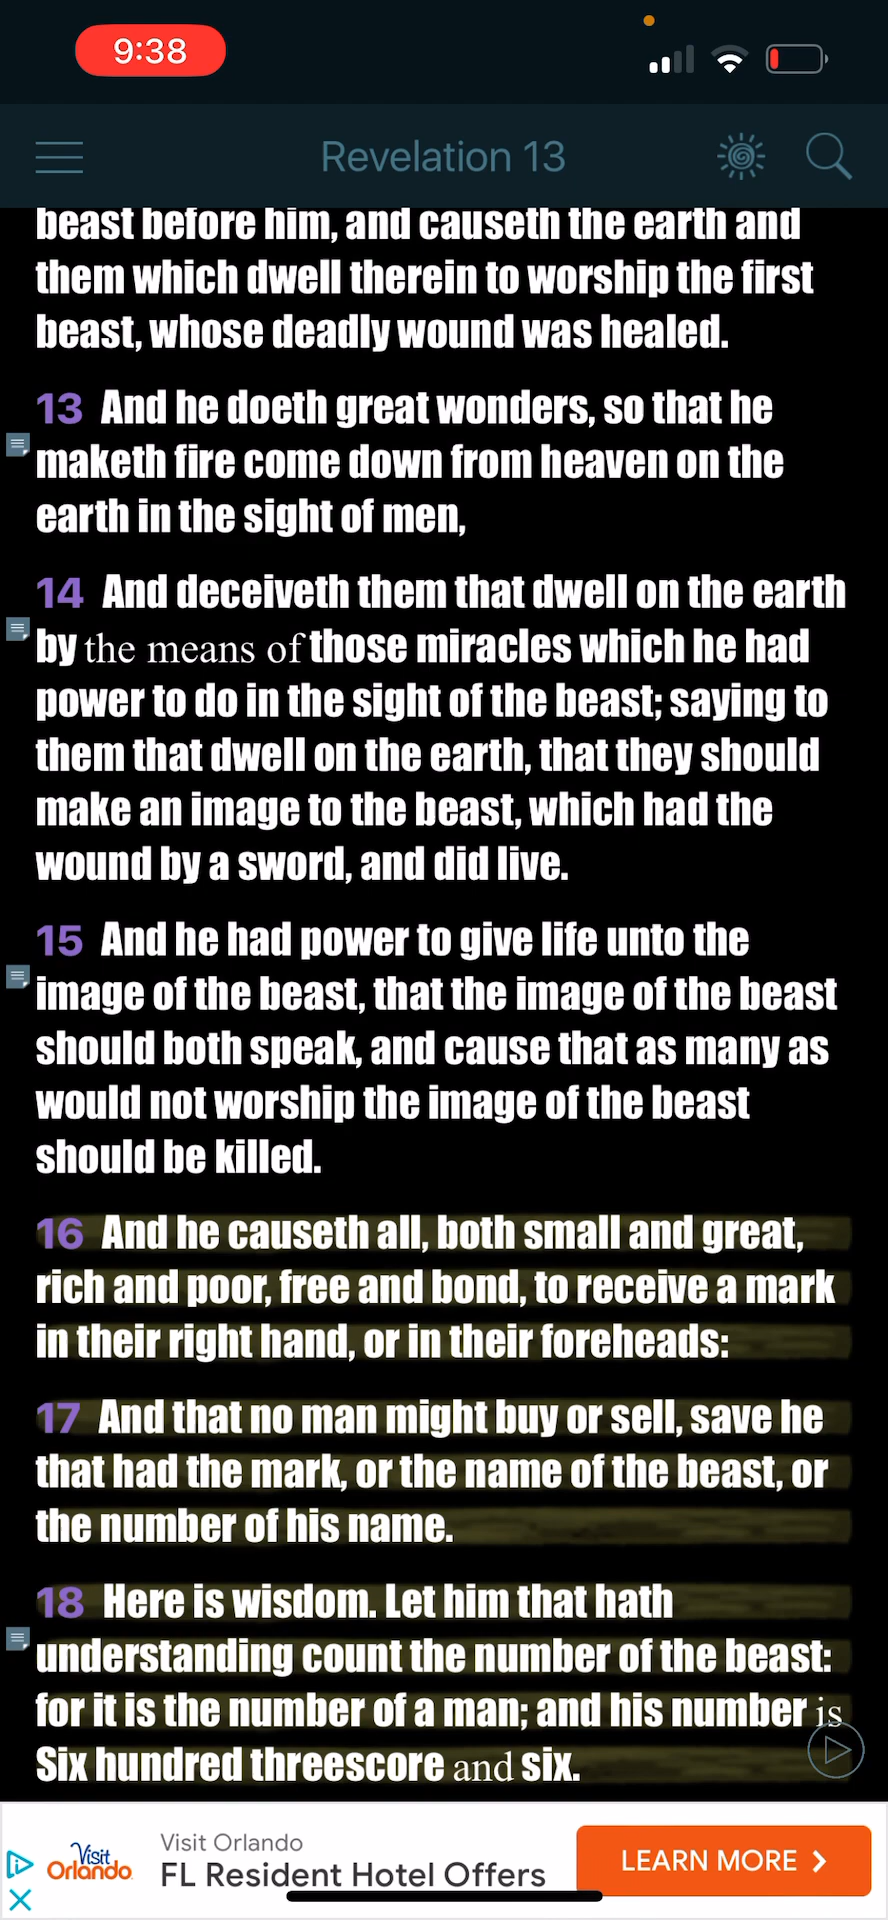 9:38
Revelation 13
beast before him, and causeth the earth and
them which dwell therein to worship the first
beast, whose deadly wound was healed.
13 And he doeth great wonders, so that he
maketh fire come down from heaven on the
earth in the sight of men,
14 And deceiveth them that dwell on the earth
by the means of those miracles which he had
power to do in the sight of the beast; saying to
them that dwell on the earth, that they should
make an image to the beast, which had the
wound by a sword, and did live.
15 And he had power to give life unto the
image of the beast, that the image of the beast
should both speak, and cause that as many as
would not worship the image of the beast
should be killed.
16 And he causeth all, both small and great,
rich and poor, free and bond, to receive a mark
in their right hand, or in their foreheads:
17 And that no man might buy or sell, save he
that had the mark, or the name of the beast, or
the number of his name.
18 Here is wisdom. Let him that hath
understanding count the number of the beast:
for it is the number of a man; and his number is
Six hundred threescore and six.
Visit
Orlando
Visit Orlando
FL Resident Hotel Offers
LEARN MORE